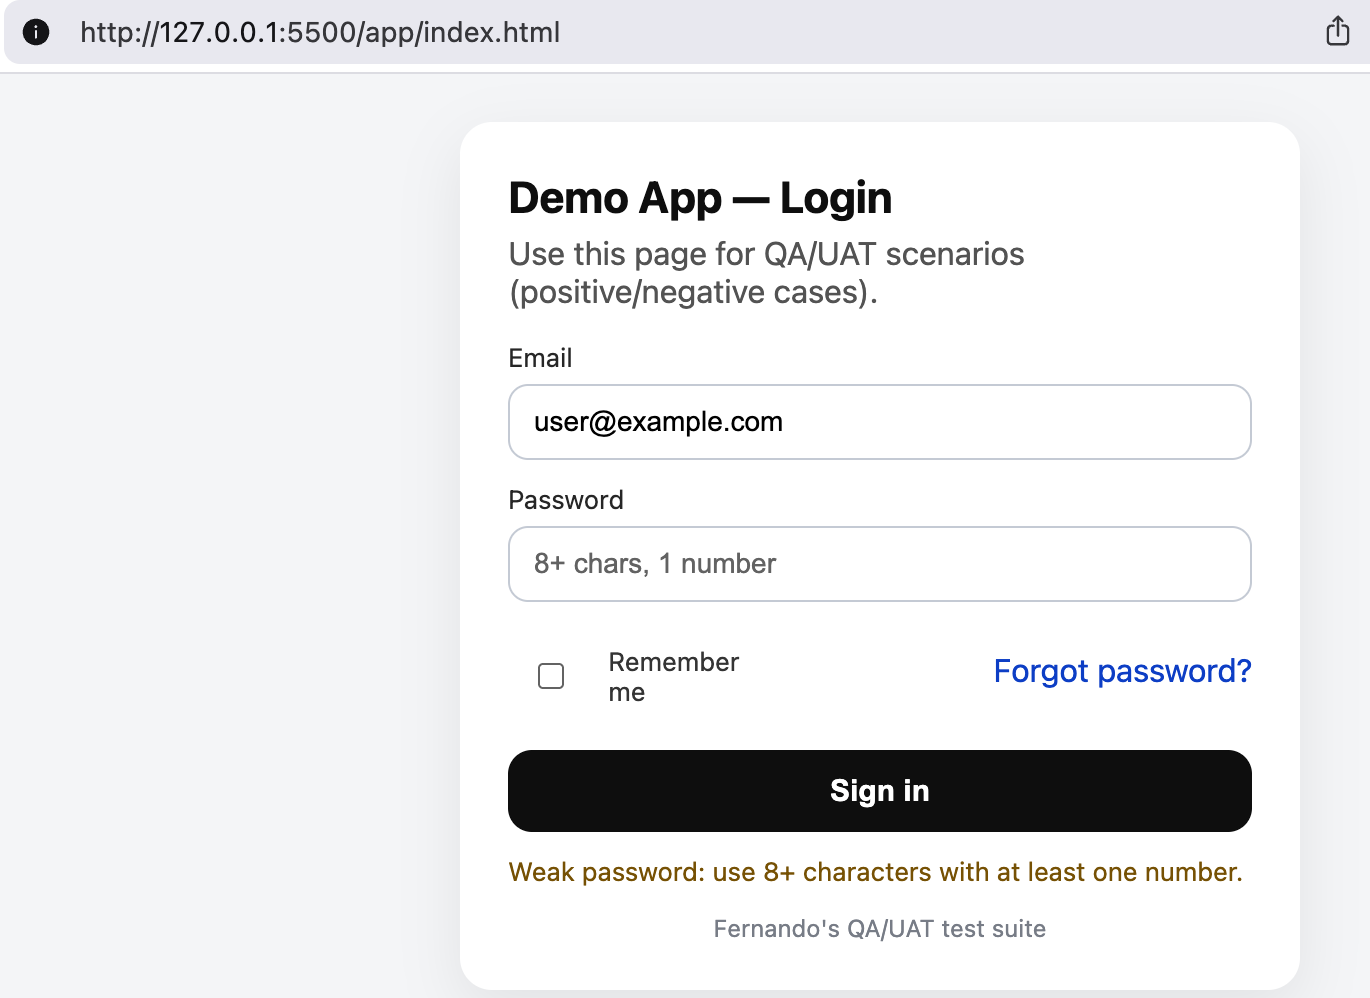 http://127.0.0.1:5500/app/index.html
Demo App — Login
Use this page for QA/UAT scenarios
(positive/negative cases).
Email
user@example.com
Password
8+ chars, 1 number
Remember
me
Forgot password?
Sign in
Weak password: use 8+ characters with at least one number.
Fernando's QA/UAT test suite